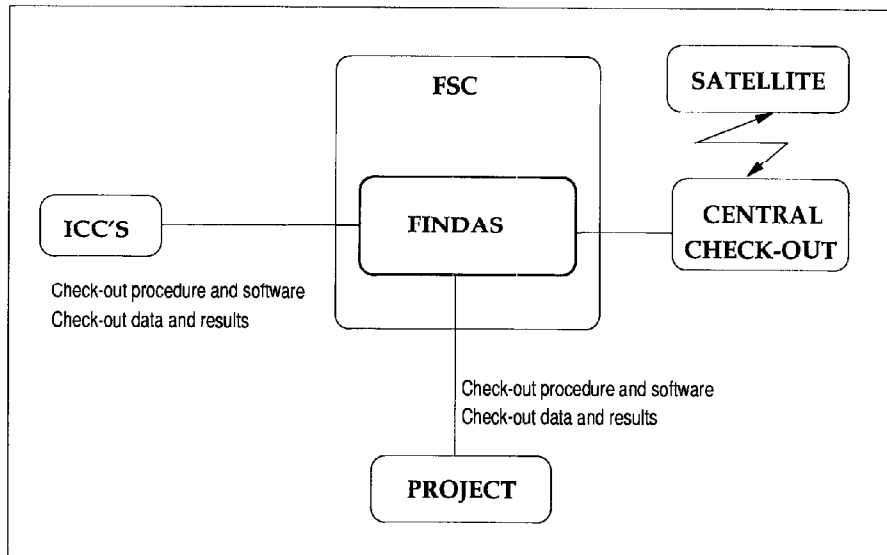 FSC
SATELLITE
ICC'S
FINDAS
CENTRAL
CHECK-OUT
Check-out procedure and software
Check-out data and results
Check-out procedure and software
Check-out data and results
PROJECT